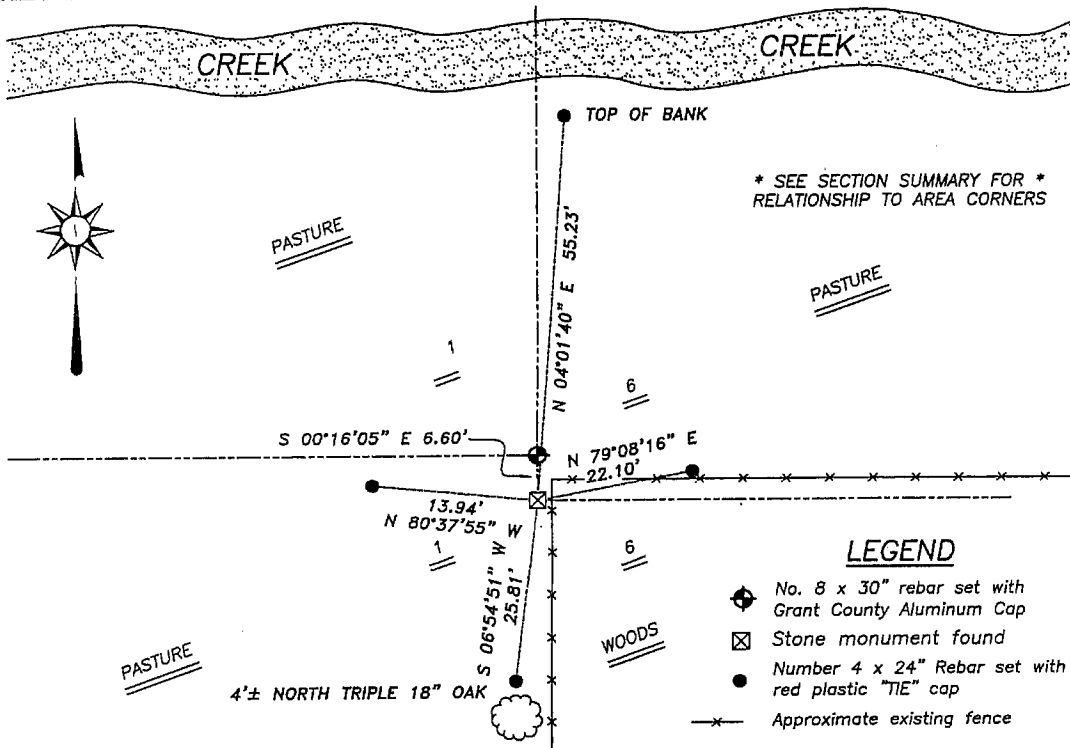 CREEK
CREEK
TOP OF BANK
* SEE SECTION SUMMARY FOR *
RELATIONSHIP TO AREA CORNERS
PASTURE
PASTURE
N 04°01'40" E 55.23'
1
6
S 00°16'05" E 6.60'
N 79°08'16" E
22.10'
13.94'
N 80°37'55" W
1
6
S 06°54'51" W
25.81'
WOODS
PASTURE
4'± NORTH TRIPLE 18" OAK
LEGEND
No. 8 x 30" rebar set with
Grant County Aluminum Cap
Stone monument found
Number 4 x 24" Rebar set with
red plastic "TIE" cap
Approximate existing fence